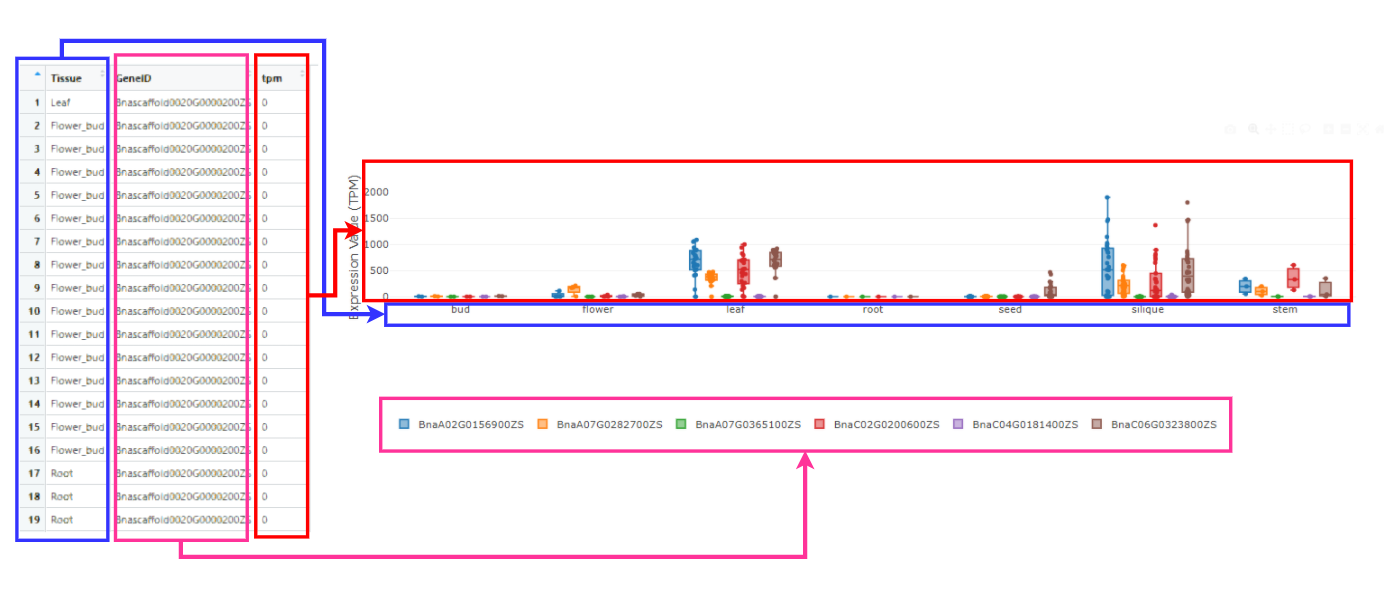 Tissue GeneID tpm
1 Leaf Bnascaffold0020G0000200ZS 0
2 Flower_bud Bnascaffold0020G0000200ZS 0
3 Flower_bud Bnascaffold0020G0000200ZS 0
4 Flower_bud Bnascaffold0020G0000200ZS 0
5 Flower_bud Bnascaffold0020G0000200ZS 0
6 Flower_bud Bnascaffold0020G0000200ZS 0
7 Flower_bud Bnascaffold0020G0000200ZS 0
8 Flower_bud Bnascaffold0020G0000200ZS 0
9 Flower_bud Bnascaffold0020G0000200ZS 0
10 Flower_bud Bnascaffold0020G0000200ZS 0
11 Flower_bud Bnascaffold0020G0000200ZS 0
12 Flower_bud Bnascaffold0020G0000200ZS 0
13 Flower_bud Bnascaffold0020G0000200ZS 0
14 Flower_bud Bnascaffold0020G0000200ZS 0
15 Flower_bud Bnascaffold0020G0000200ZS 0
16 Flower_bud Bnascaffold0020G0000200ZS 0
17 Root Bnascaffold0020G0000200ZS 0
18 Root Bnascaffold0020G0000200ZS 0
19 Root Bnascaffold0020G0000200ZS 0
Expression Value (TPM)
2000
1500
1000
500
0
bud flower leaf root seed silique stem
BnaA02G0156900ZS BnaA07G0282700ZS BnaA07G0365100ZS BnaC02G0200600ZS BnaC04G0181400ZS BnaC06G0323800ZS